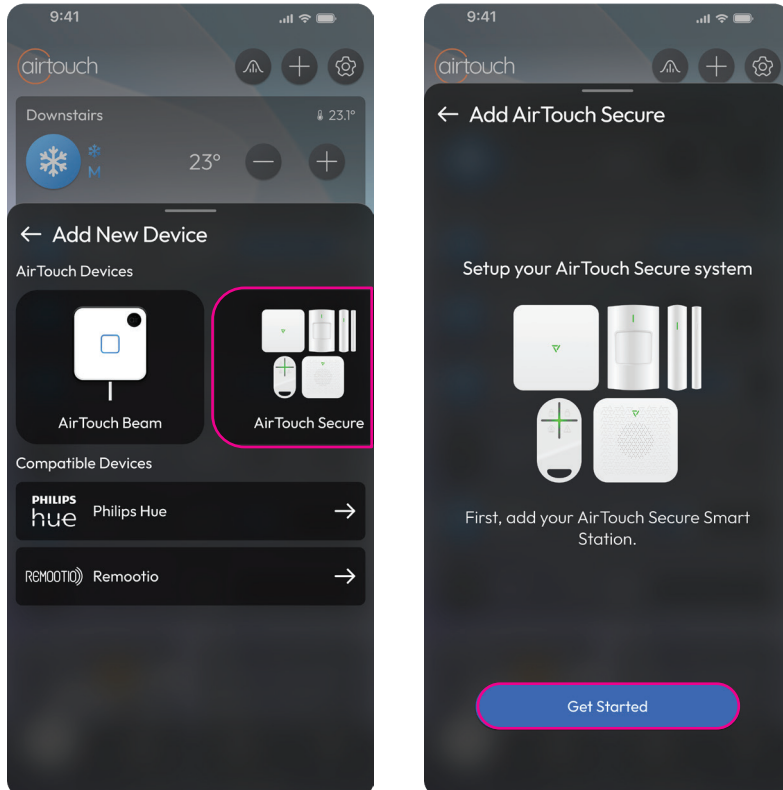 9:41
airtouch
Downstairs
23.1°
M
23°
Add New Device
AirTouch Devices
AirTouch Beam
AirTouch Secure
Compatible Devices
PHILIPS
hue
Philips Hue
REMOOTIO
Remootio
9:41
airtouch
Add AirTouch Secure
Setup your AirTouch Secure system
First, add your AirTouch Secure Smart
Station.
Get Started